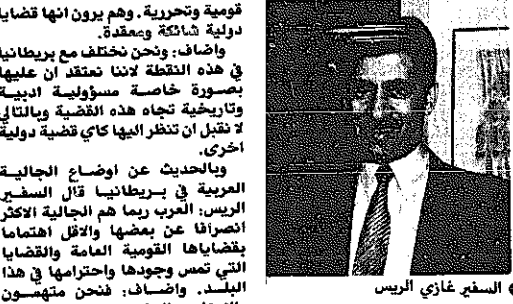 قومية وتحررية. وهم يرون انها قضايا
دولية شائكة ومعقدة.
واضاف: ونحن نختلف مع بريطانيا
في هذه النقطة لاننا نعتقد ان عليها
بصورة خاصة مسؤولية ادبية
وتاريخية تجاه هذه القضية وبالتالي
لا نقبل ان تنظر اليها كاي قضية دولية
اخرى.
وبالحديث عن اوضاع الجالية
العربية في بريطانيا قال السفير
الريس: العرب ربما هم الجالية الاكثر
انصرافا عن بعضها والاقل اهتماما
بقضاياها القومية العامة والقضايا
التي تمس وجودها واحترامها في هذا
البلد. واضاف: فنحن متهمون
السفير غازي الريس